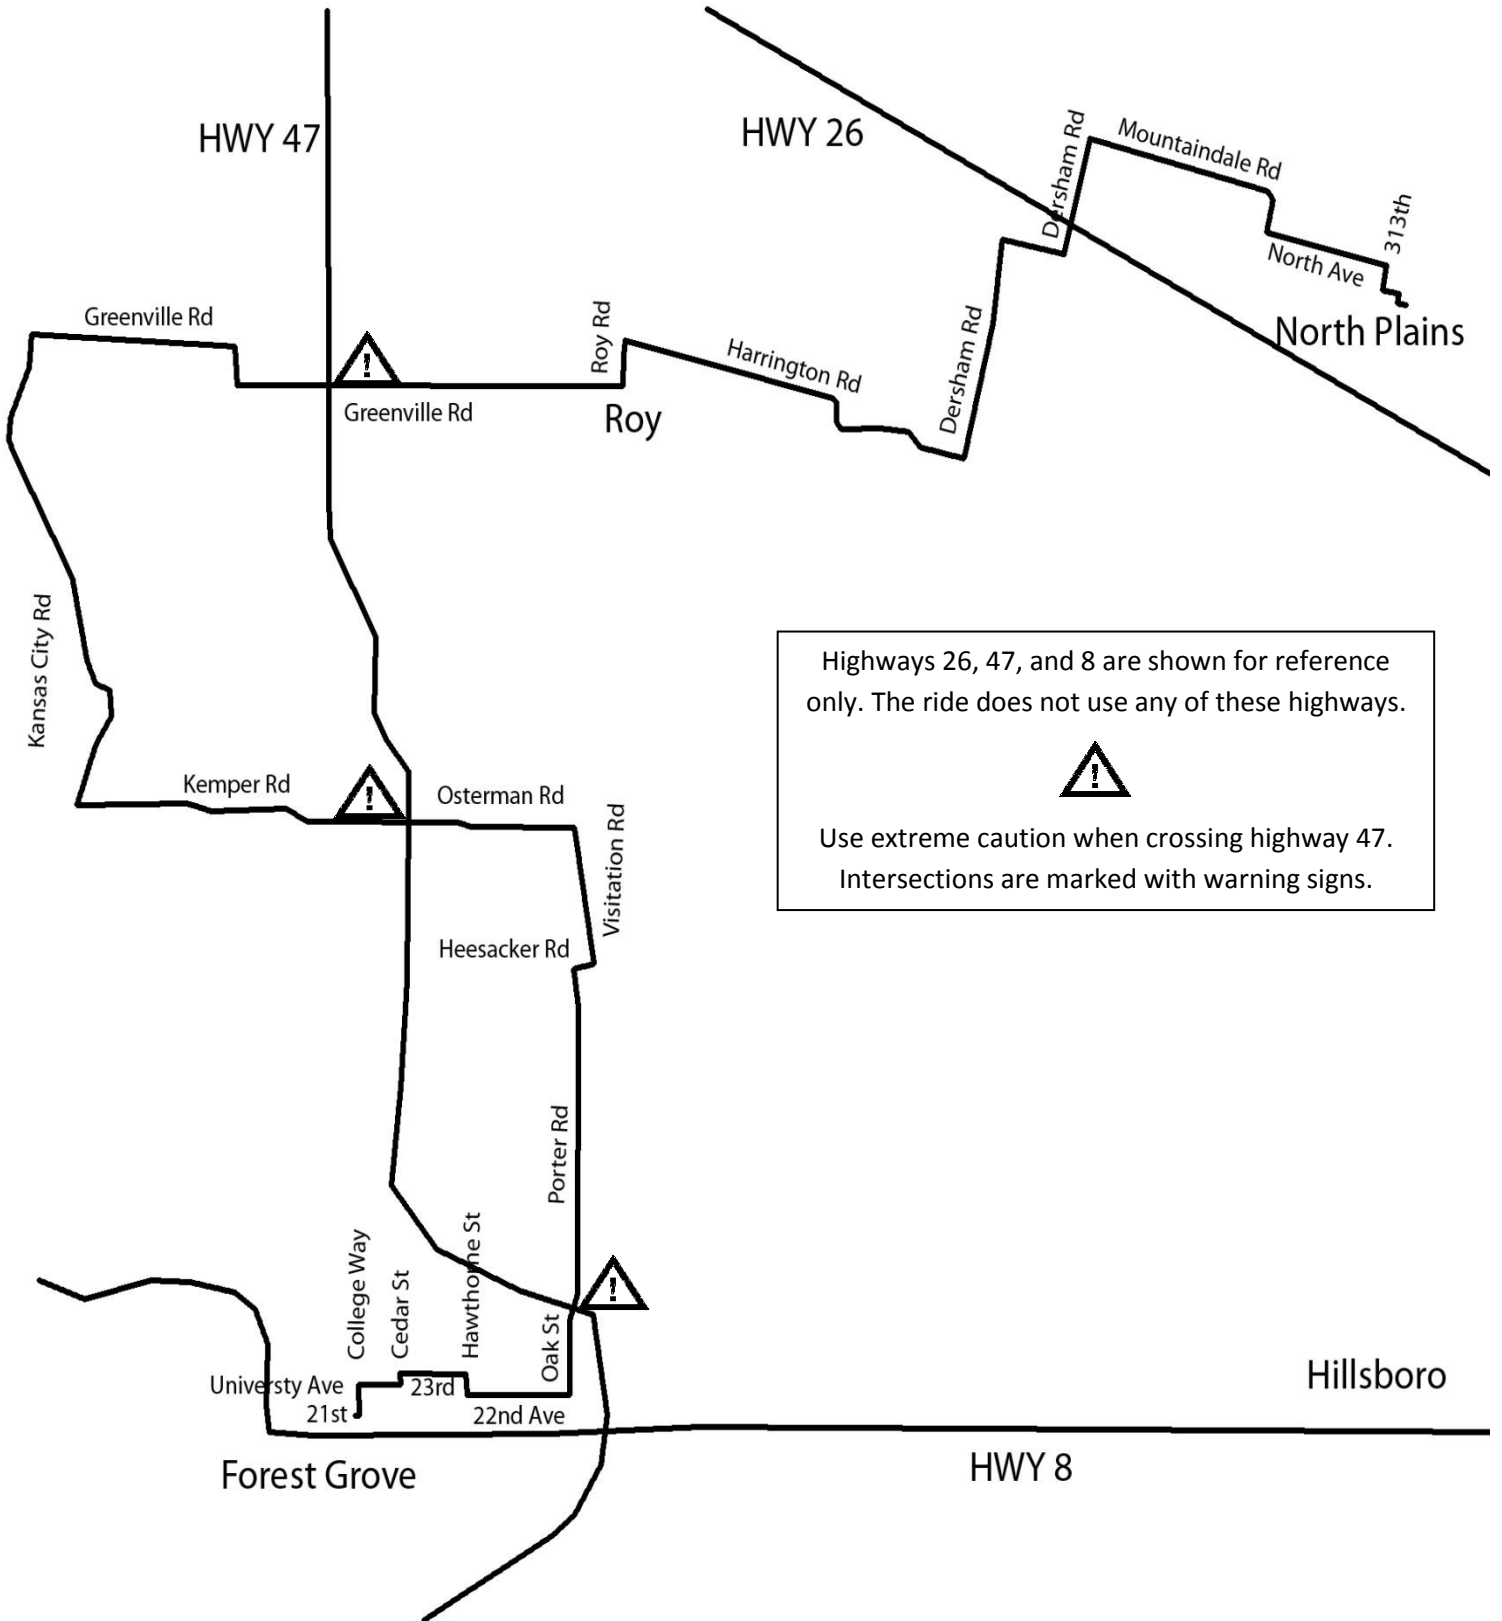 HWY 47
HWY 26
Dersham Rd
Mountaindale Rd
313th
North Ave
North Plains
Greenville Rd
Roy Rd
Harrington Rd
Dersham Rd
!
Greenville Rd
Roy
Kansas City Rd
Highways 26, 47, and 8 are shown for reference
only. The ride does not use any of these highways.
!
Use extreme caution when crossing highway 47.
Intersections are marked with warning signs.
Kemper Rd
!
Osterman Rd
Visitation Rd
Heesacker Rd
Porter Rd
College Way
Cedar St
Hawthorne St
Oak St
!
Universty Ave
23rd
21st
22nd Ave
Hillsboro
Forest Grove
HWY 8